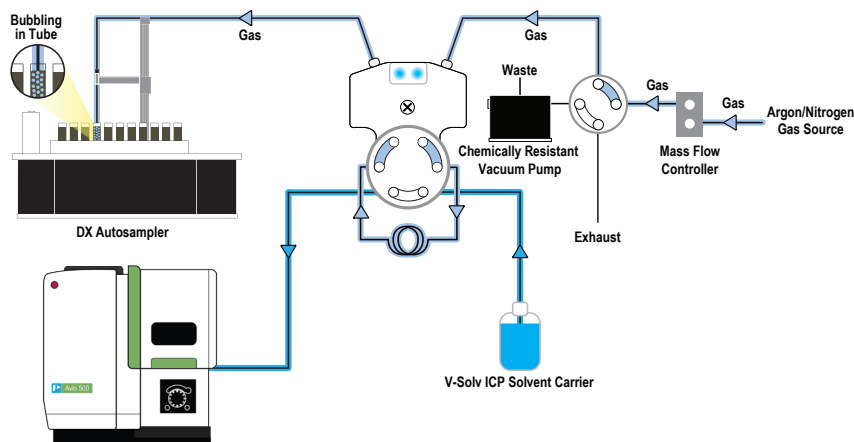 Bubbling
in Tube
Gas
Gas
Waste
Gas
Gas
Argon/Nitrogen
Gas Source
Chemically Resistant
Vacuum Pump
Mass Flow
Controller
DX Autosampler
Exhaust
V-Solv ICP Solvent Carrier
Avio 500